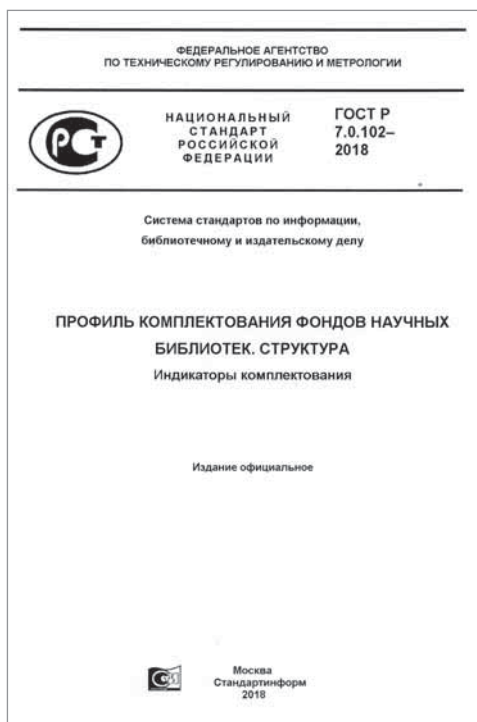 ФЕДЕРАЛЬНОЕ АГЕНТСТВО
ПО ТЕХНИЧЕСКОМУ РЕГУЛИРОВАНИЮ И МЕТРОЛОГИИ
РСТ
НАЦИОНАЛЬНЫЙ
СТАНДАРТ
РОССИЙСКОЙ
ФЕДЕРАЦИИ
ГОСТ Р
7.0.102–
2018
Система стандартов по информации,
библиотечному и издательскому делу
ПРОФИЛЬ КОМПЛЕКТОВАНИЯ ФОНДОВ НАУЧНЫХ
БИБЛИОТЕК. СТРУКТУРА
Индикаторы комплектования
Издание официальное
Москва
Стандартинформ
2018